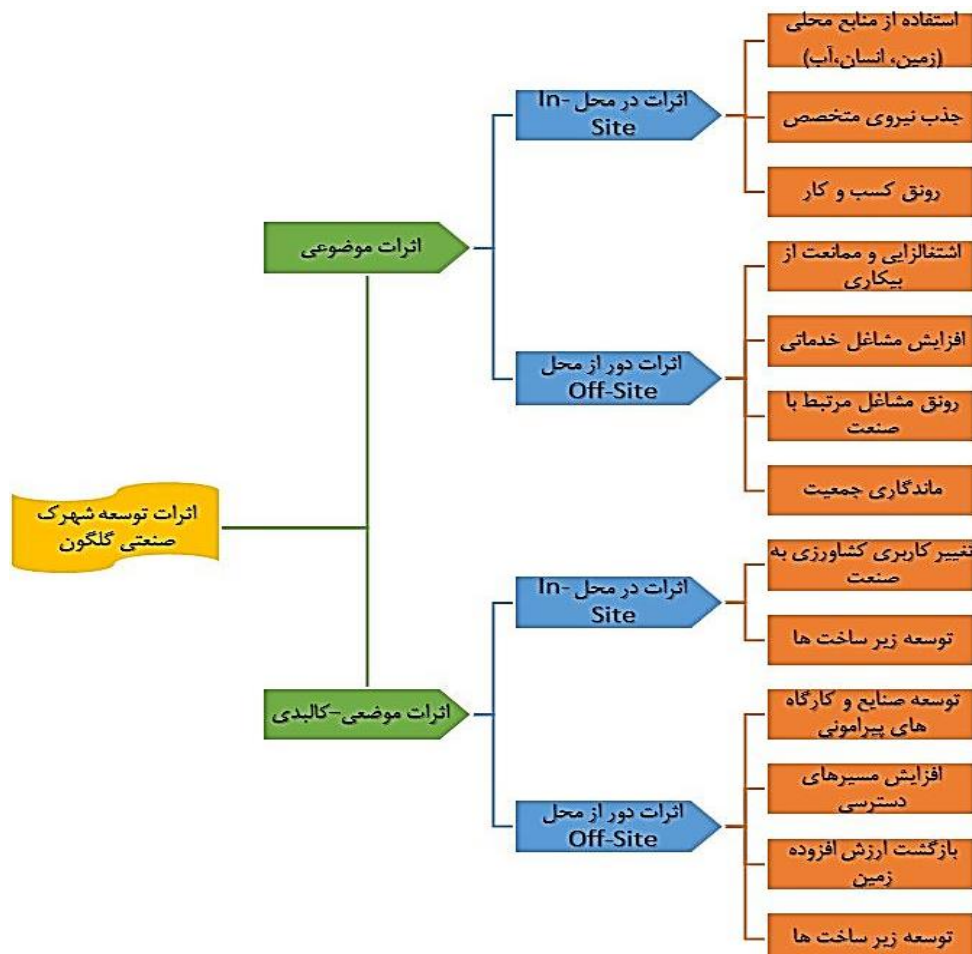 اثرات توسعه شهرک
صنعتی گلگون
اثرات موضوعی
اثرات در محل In-
Site
استفاده از منابع محلی
(زمین، انسان،آب)
جذب نیروی متخصص
رونق کسب و کار
اثرات دور از محل
Off-Site
اشتغالزایی و ممانعت از
بیکاری
افزایش مشاغل خدماتی
رونق مشاغل مرتبط با
صنعت
ماندگاری جمعیت
اثرات موضعی-کالبدی
اثرات در محل In-
Site
تغییر کاربری کشاورزی به
صنعت
توسعه زیر ساخت ها
اثرات دور از محل
Off-Site
توسعه صنایع و کارگاه
های پیرامونی
افزایش مسیرهای
دسترسی
بازگشت ارزش افزوده
زمین
توسعه زیر ساخت ها